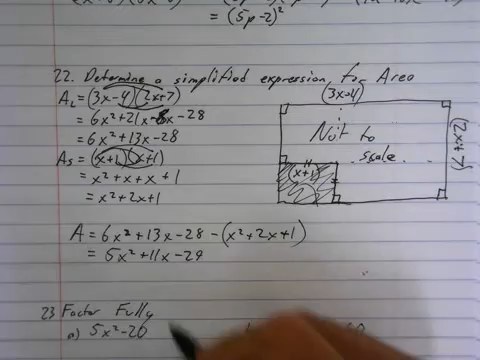 = (5p-2)²
22. Determine a simplified expression for Area
A_L = (3x-4)(2x+7)
= 6x²+21x-8x-28
= 6x²+13x-28
A_S = (x+1)(x+1)
= x²+x+x+1
= x²+2x+1
(3x-4)
Not to
scale
(2x+7)
(x+1)
A = 6x²+13x-28-(x²+2x+1)
= 5x²+11x-29
23 Factor Fully
a) 5x²-20